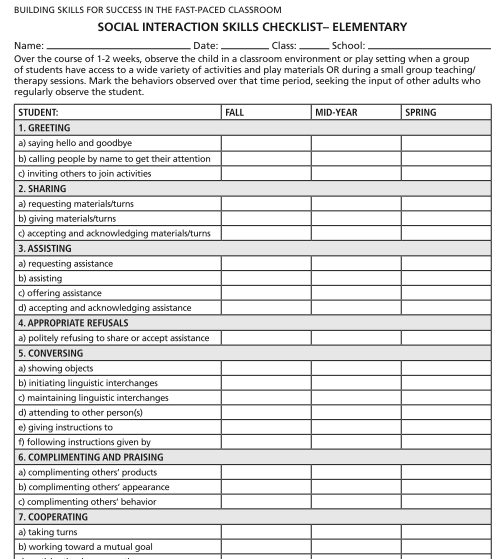 BUILDING SKILLS FOR SUCCESS IN THE FAST-PACED CLASSROOM
SOCIAL INTERACTION SKILLS CHECKLIST– ELEMENTARY
Name: Date: Class: School:
Over the course of 1-2 weeks, observe the child in a classroom environment or play setting when a group
of students have access to a wide variety of activities and play materials OR during a small group teaching/
therapy sessions. Mark the behaviors observed over that time period, seeking the input of other adults who
regularly observe the student.
STUDENT: FALL MID-YEAR SPRING
1. GREETING
a) saying hello and goodbye
b) calling people by name to get their attention
c) inviting others to join activities
2. SHARING
a) requesting materials/turns
b) giving materials/turns
c) accepting and acknowledging materials/turns
3. ASSISTING
a) requesting assistance
b) assisting
c) offering assistance
d) accepting and acknowledging assistance
4. APPROPRIATE REFUSALS
a) politely refusing to share or accept assistance
5. CONVERSING
a) showing objects
b) initiating linguistic interchanges
c) maintaining linguistic interchanges
d) attending to other person(s)
e) giving instructions to
f) following instructions given by
6. COMPLIMENTING AND PRAISING
a) complimenting others’ products
b) complimenting others’ appearance
c) complimenting others’ behavior
7. COOPERATING
a) taking turns
b) working toward a mutual goal